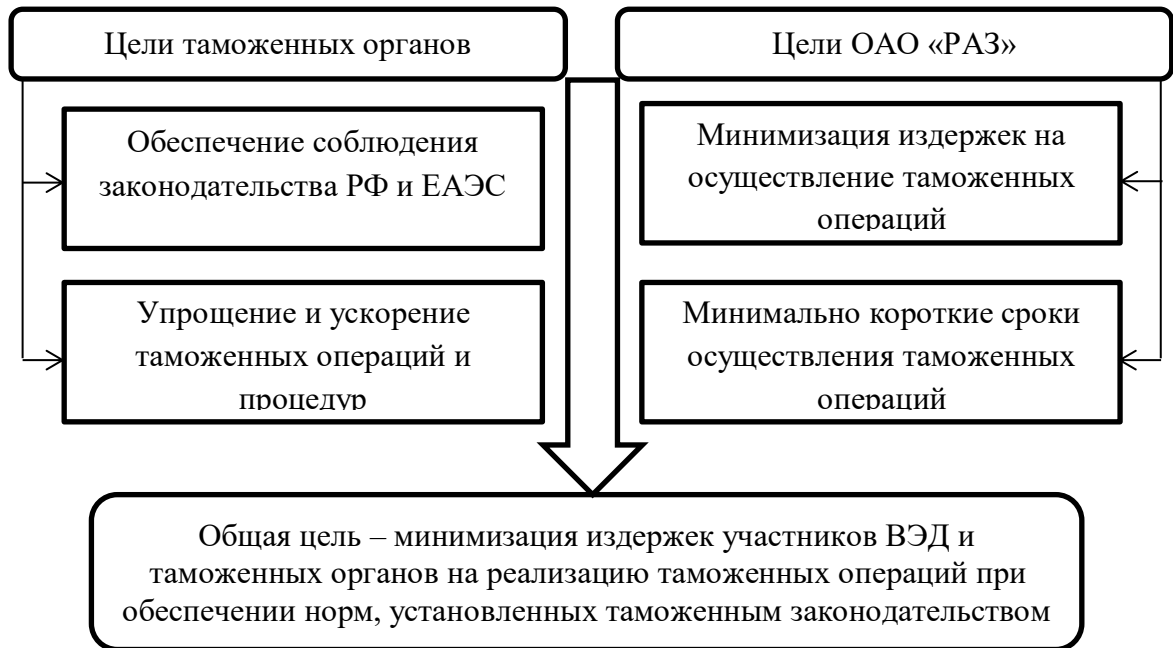 Цели таможенных органов
Обеспечение соблюдения
законодательства РФ и ЕАЭС
Упрощение и ускорение
таможенных операций и
процедур
Цели ОАО «РАЗ»
Минимизация издержек на
осуществление таможенных
операций
Минимально короткие сроки
осуществления таможенных
операций
Общая цель – минимизация издержек участников ВЭД и
таможенных органов на реализацию таможенных операций при
обеспечении норм, установленных таможенным законодательством